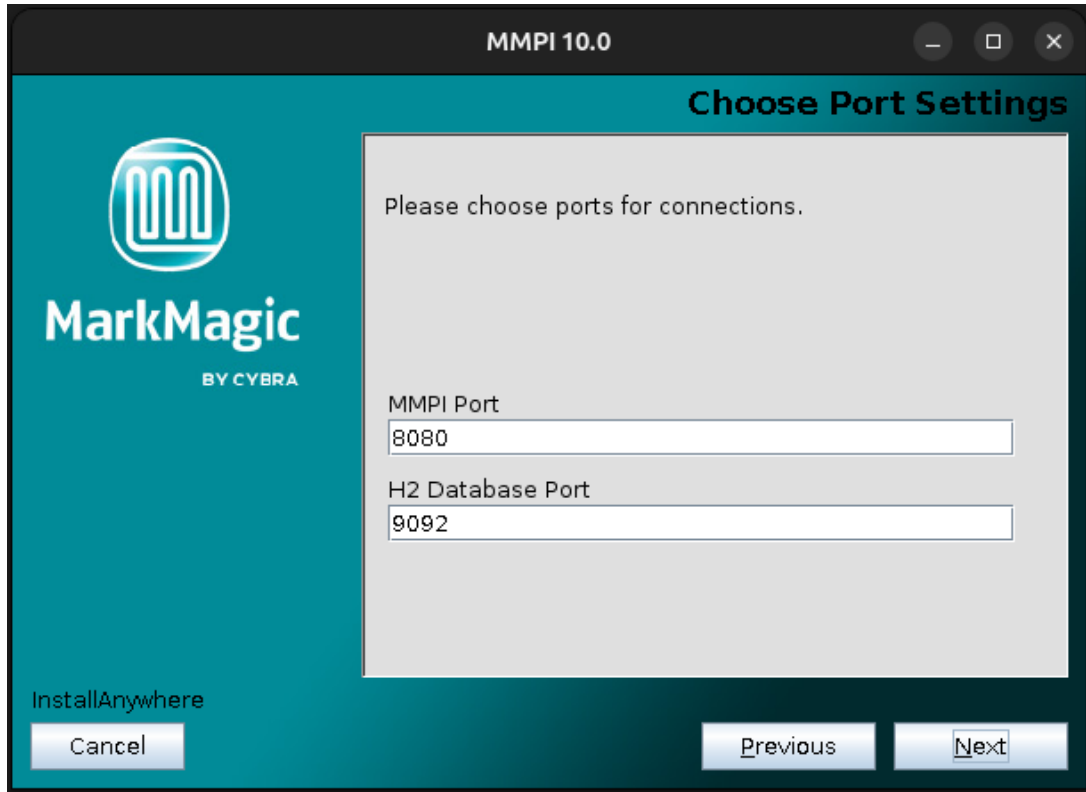 MMPI 10.0
Choose Port Settings
MarkMagic
BY CYBRA
Please choose ports for connections.
MMPI Port
8080
H2 Database Port
9092
InstallAnywhere
Cancel
Previous
Next